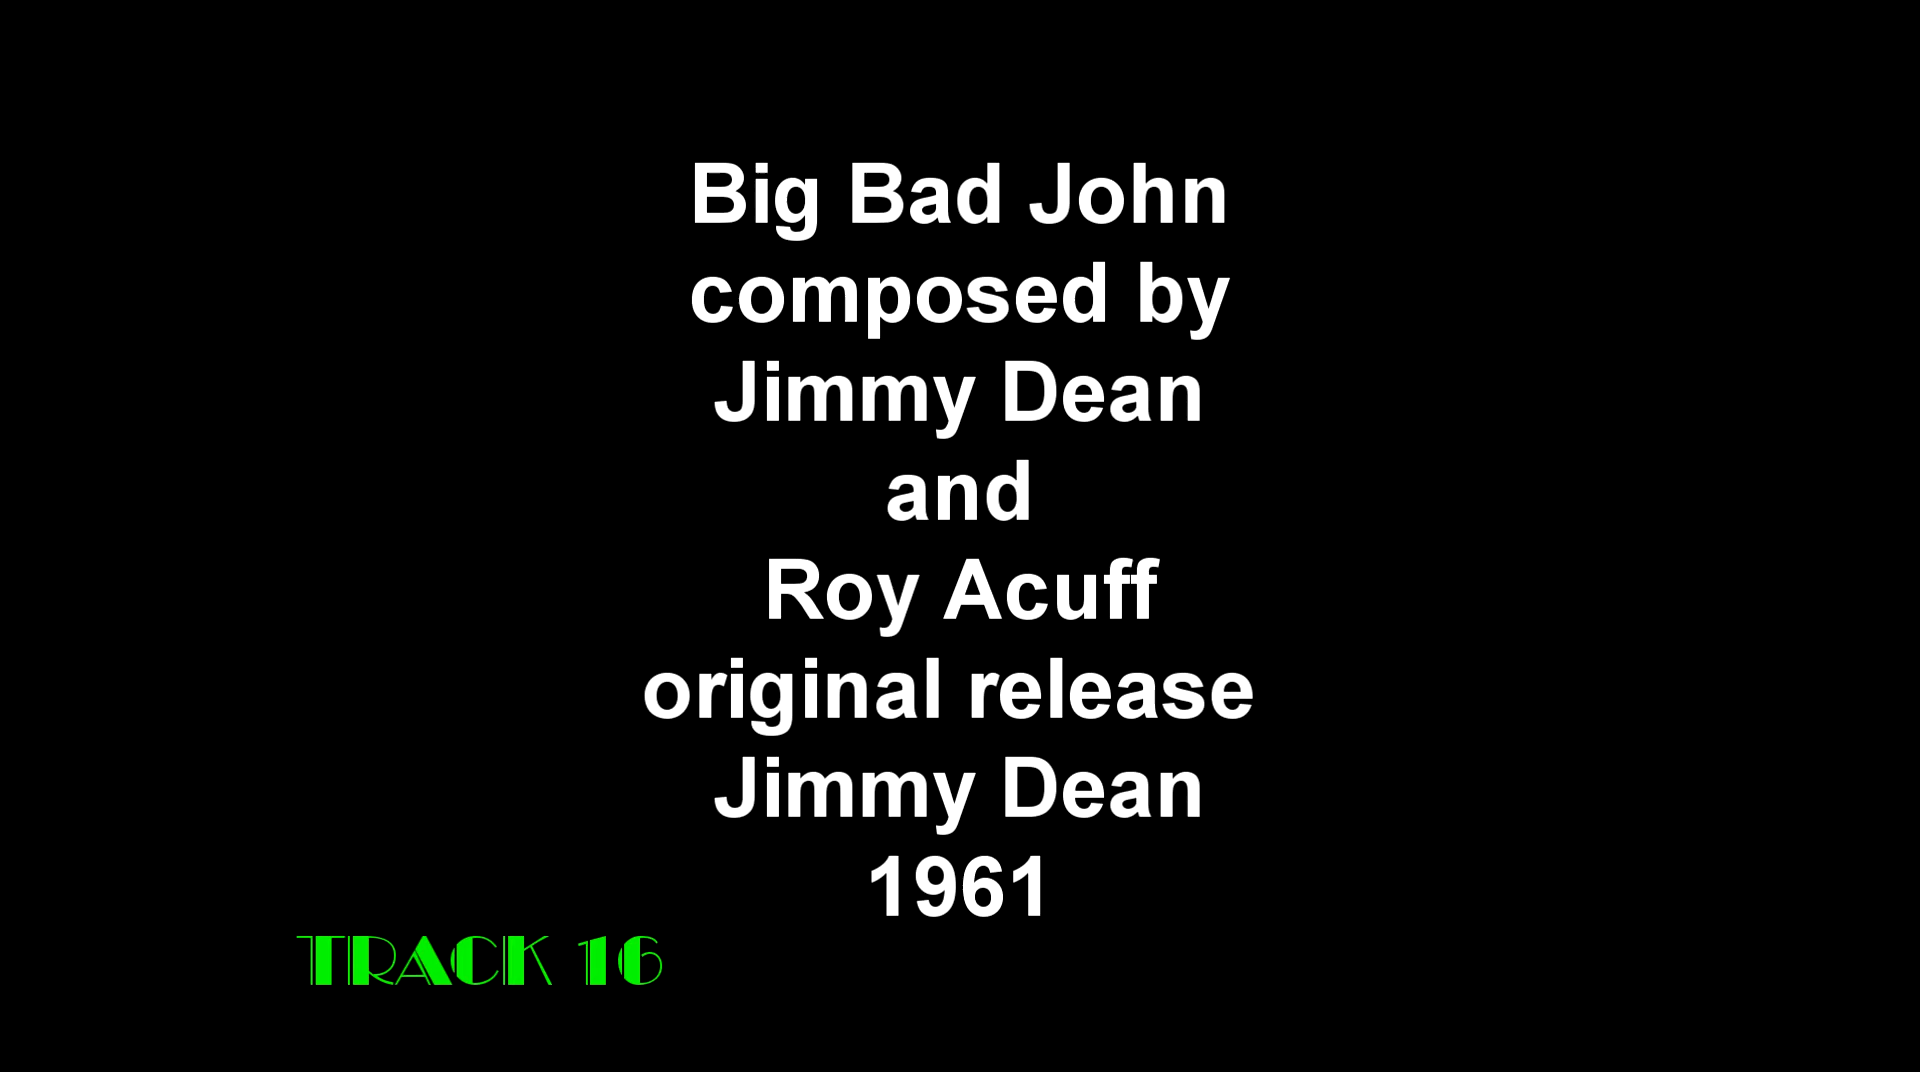 Big Bad John
composed by
Jimmy Dean
and
Roy Acuff
original release
Jimmy Dean
1961
TRACK 16